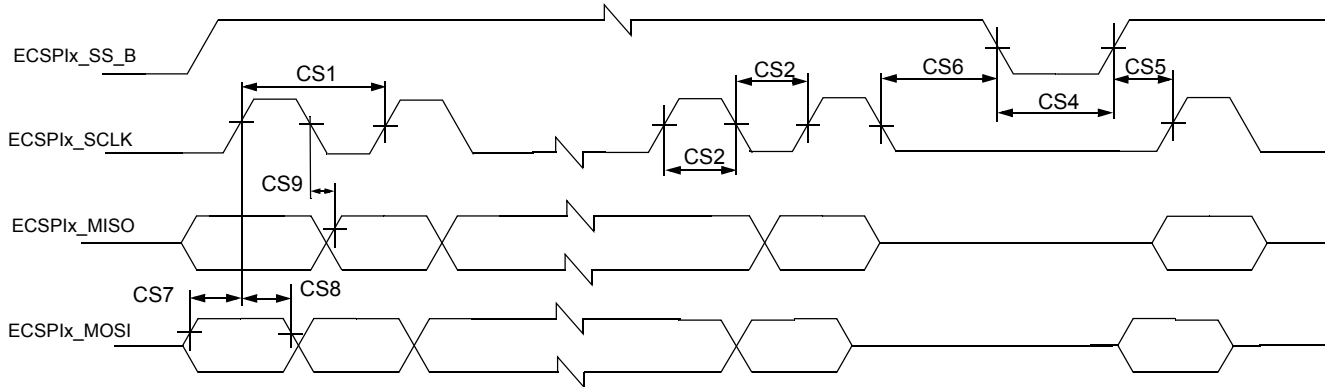 ECSPIx_SS_B
CS1
CS2
CS6
CS5
CS4
ECSPIx_SCLK
CS2
CS9
ECSPIx_MISO
CS7
CS8
ECSPIx_MOSI